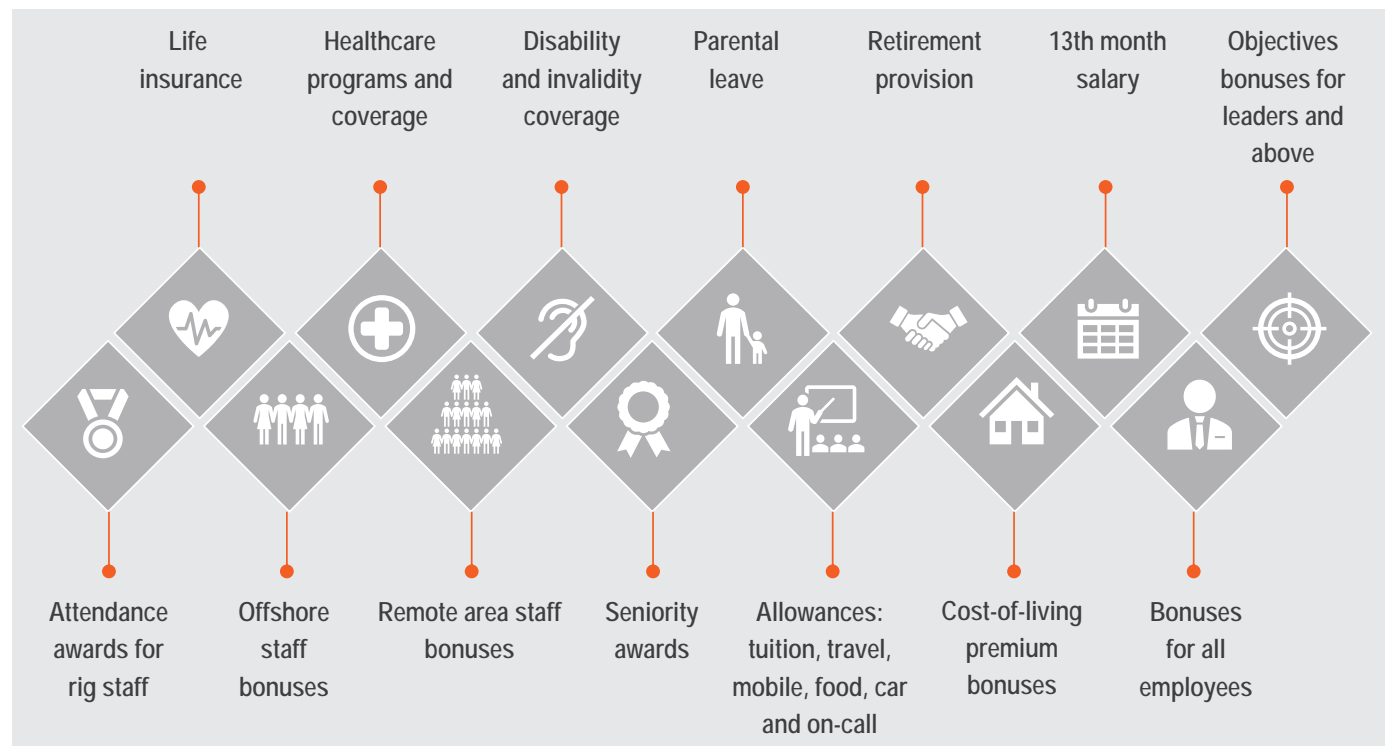 Life
insurance
Healthcare
programs and
coverage
Disability
and invalidity
coverage
Parental
leave
Retirement
provision
13th month
salary
Objectives
bonuses for
leaders and
above
Attendance
awards for
rig staff
Offshore
staff
bonuses
Remote area staff
bonuses
Seniority
awards
Allowances:
tuition, travel,
mobile, food, car
and on-call
Cost-of-living
premium
bonuses
Bonuses
for all
employees